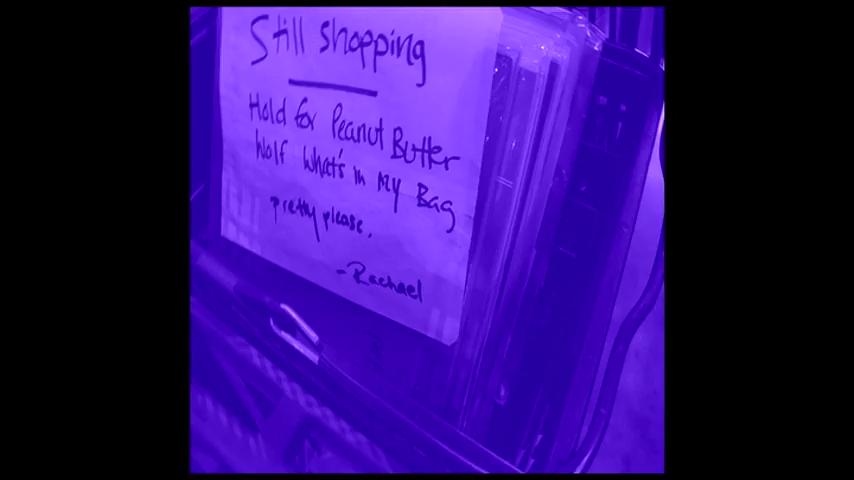 Still shopping
Hold for Peanut Butter
Wolf What's in My Bag
pretty please.
-Rachael